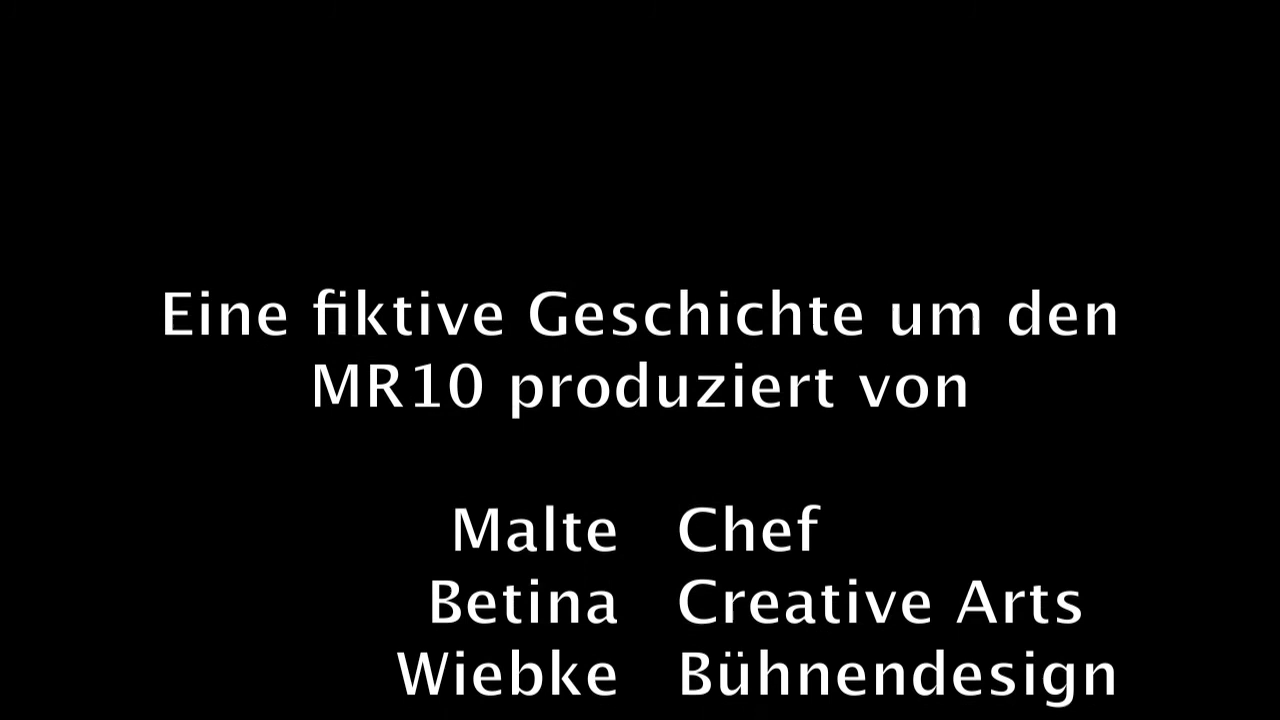 Eine fiktive Geschichte um den
MR10 produziert von
Malte Chef
Betina Creative Arts
Wiebke Bühnendesign